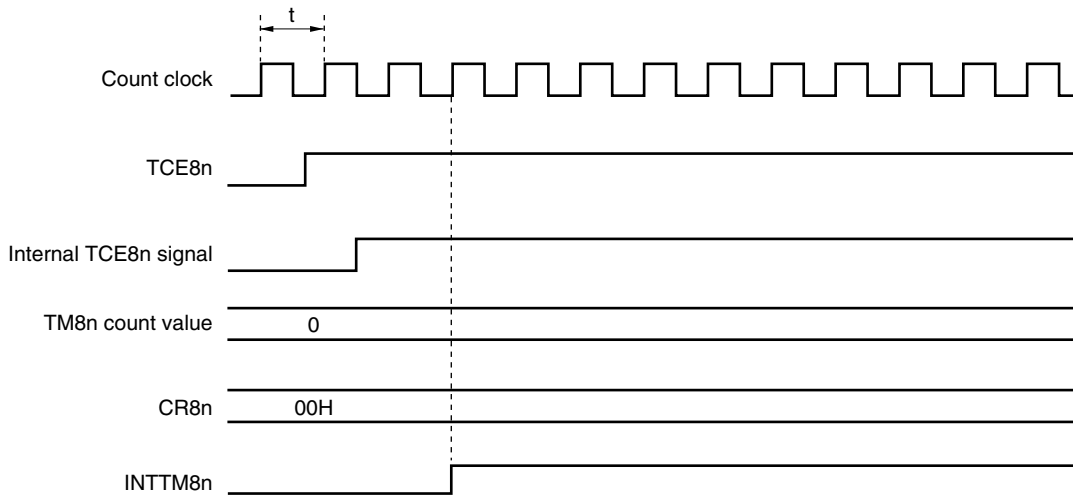 t
Count clock
TCE8n
Internal TCE8n signal
TM8n count value
0
CR8n
00H
INTTM8n